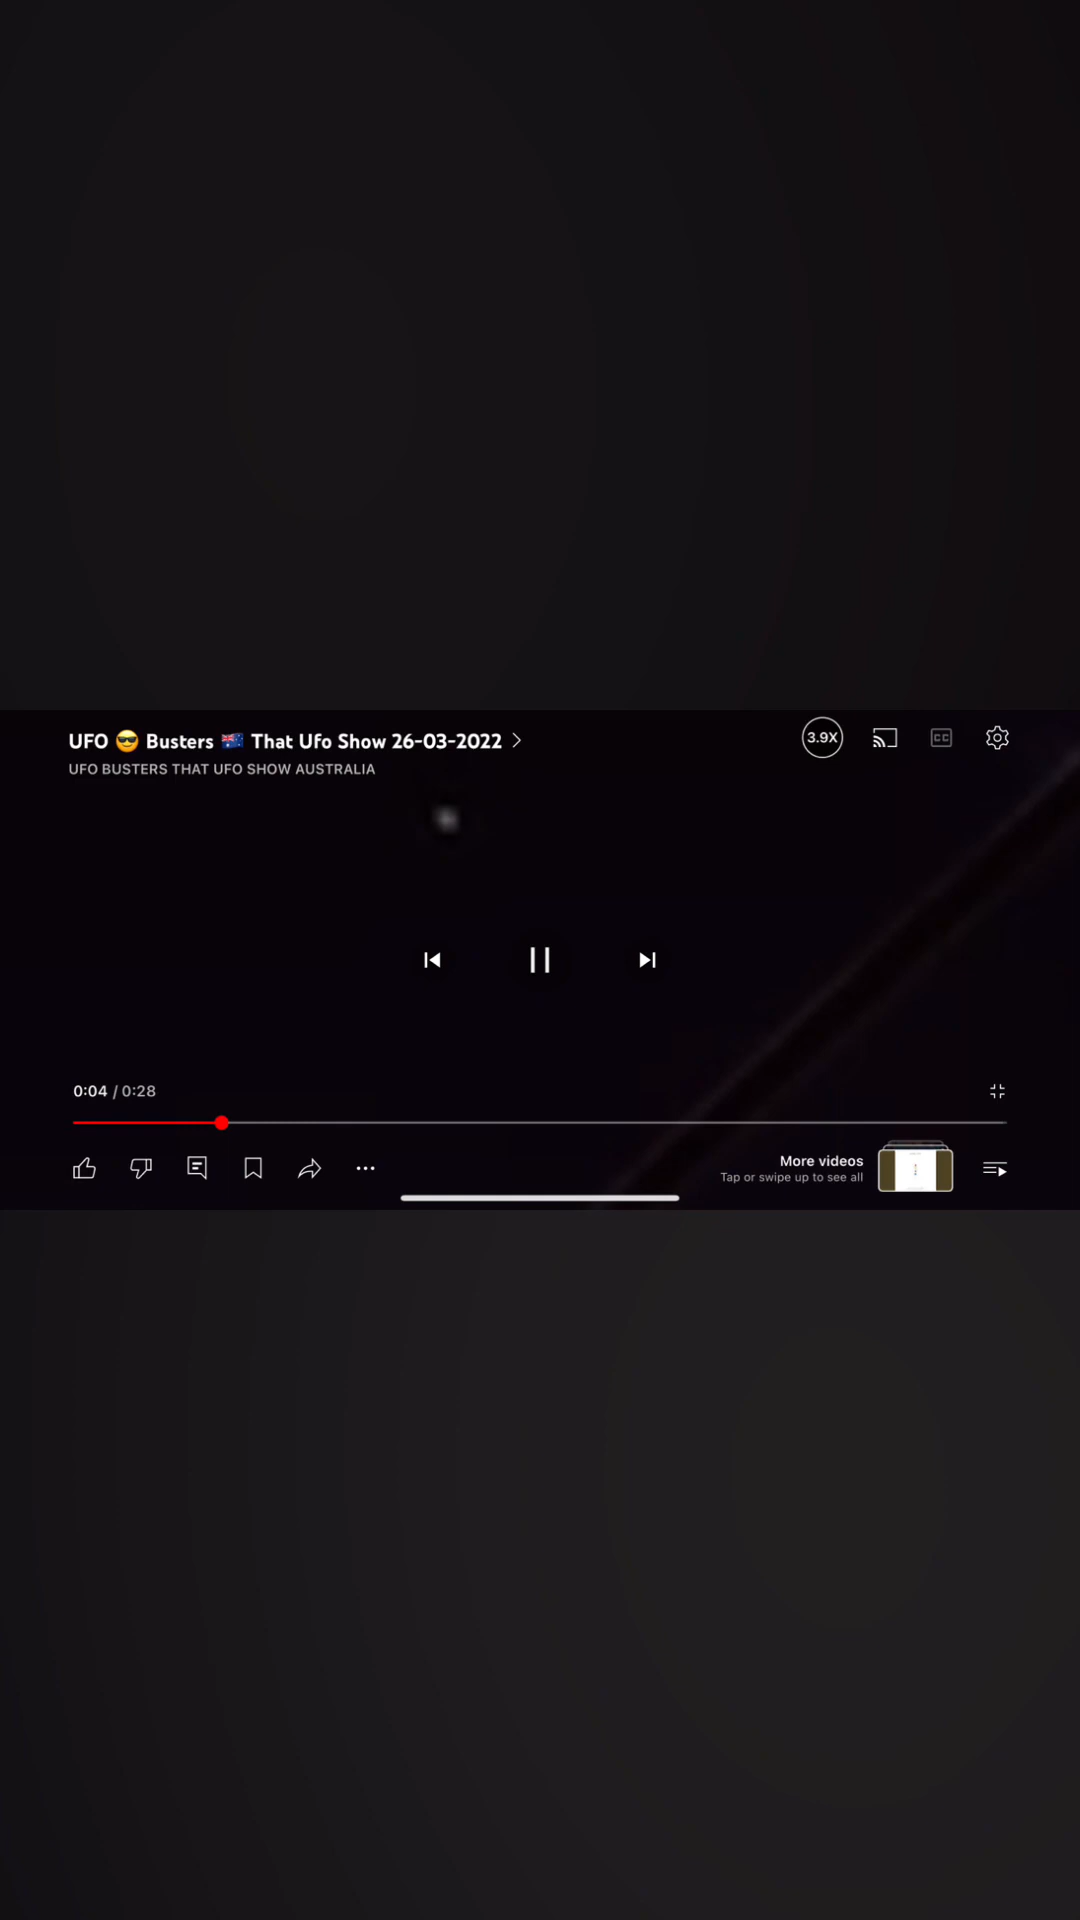 UFO 😎 Busters 🇦🇺 That Ufo Show 26-03-2022
3.9X
CC
UFO BUSTERS THAT UFO SHOW AUSTRALIA
0:04 / 0:28
More videos
Tap or swipe up to see all